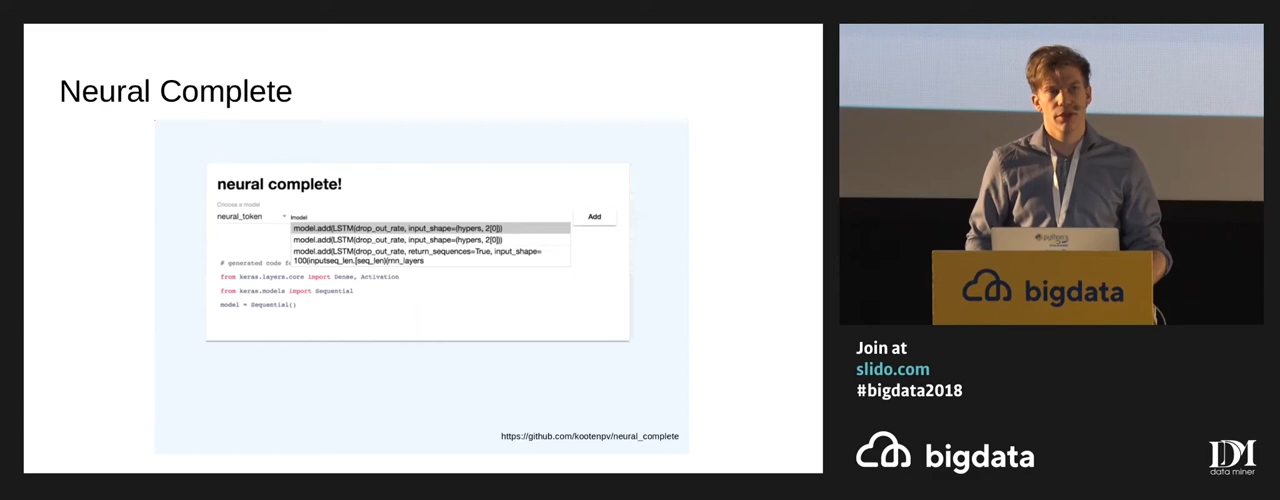 Neural Complete
neural complete!
Choose a model
neural_token
!model
Add
model.add(LSTM(drop_out_rate, input_shape=(hypers, 2[0]))
model.add(LSTM(drop_out_rate, input_shape=(hypers, 2[0]))
model.add(LSTM(drop_out_rate, return_sequences=True, input_shape=
100(inputseq_len.[seq_len)(rnn_layers
# generated code fo
from keras.layers.core import Dense, Activation
from keras.models import Sequential
model = Sequential()
https://github.com/kootenpv/neural_complete
python
bigdata
Join at
slido.com
#bigdata2018
bigdata
DM
data miner